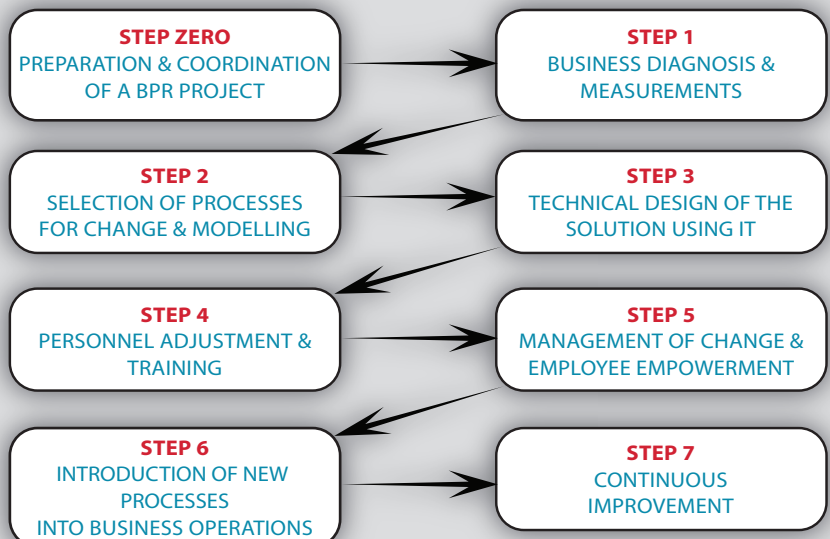 STEP ZERO
PREPARATION & COORDINATION
OF A BPR PROJECT
STEP 1
BUSINESS DIAGNOSIS &
MEASUREMENTS
STEP 2
SELECTION OF PROCESSES
FOR CHANGE & MODELLING
STEP 3
TECHNICAL DESIGN OF THE
SOLUTION USING IT
STEP 4
PERSONNEL ADJUSTMENT &
TRAINING
STEP 5
MANAGEMENT OF CHANGE &
EMPLOYEE EMPOWERMENT
STEP 6
INTRODUCTION OF NEW
PROCESSES
INTO BUSINESS OPERATIONS
STEP 7
CONTINUOUS
IMPROVEMENT